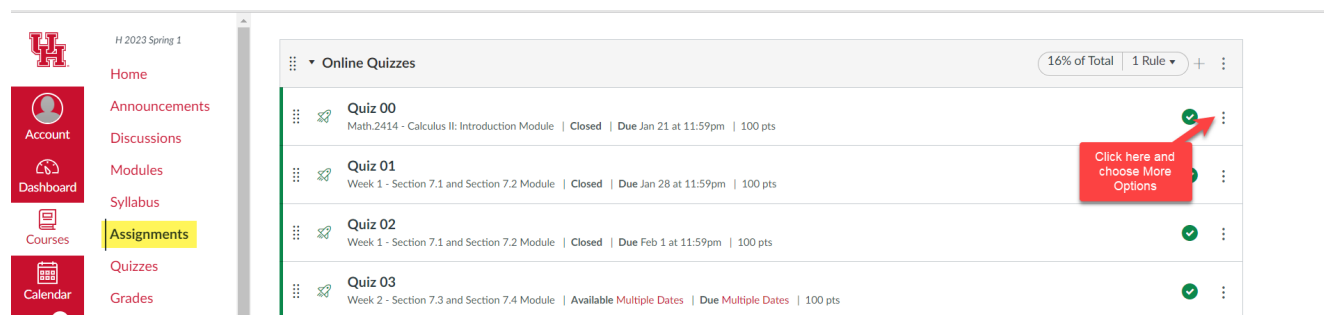 UH
H 2023 Spring 1
Account
Dashboard
Courses
Calendar
Home
Announcements
Discussions
Modules
Syllabus
Assignments
Quizzes
Grades
Online Quizzes
16% of Total | 1 Rule
Quiz 00
Math.2414 - Calculus II: Introduction Module | Closed | Due Jan 21 at 11:59pm | 100 pts
Click here and
choose More
Options
Quiz 01
Week 1 - Section 7.1 and Section 7.2 Module | Closed | Due Jan 28 at 11:59pm | 100 pts
Quiz 02
Week 1 - Section 7.1 and Section 7.2 Module | Closed | Due Feb 1 at 11:59pm | 100 pts
Quiz 03
Week 2 - Section 7.3 and Section 7.4 Module | Available Multiple Dates | Due Multiple Dates | 100 pts